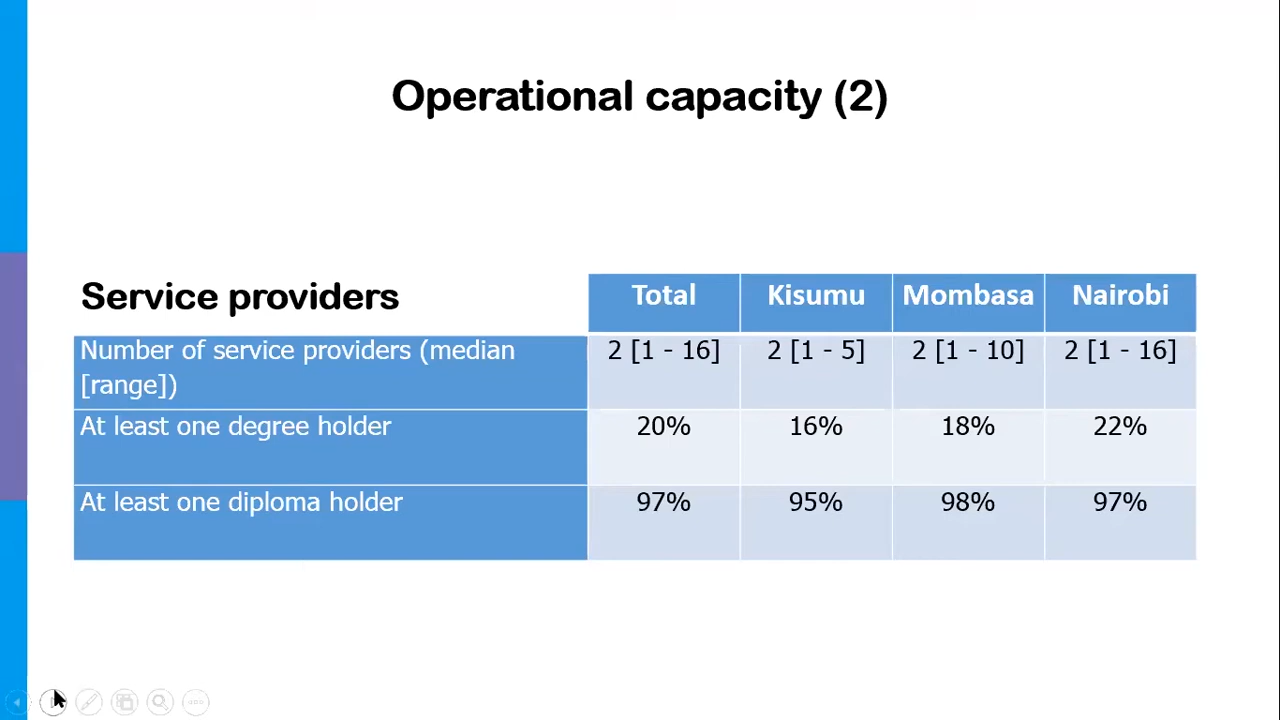 Operational capacity (2)
Service providers Total Kisumu Mombasa Nairobi
Number of service providers (median [range]) 2 [1 - 16] 2 [1 - 5] 2 [1 - 10] 2 [1 - 16]
At least one degree holder 20% 16% 18% 22%
At least one diploma holder 97% 95% 98% 97%